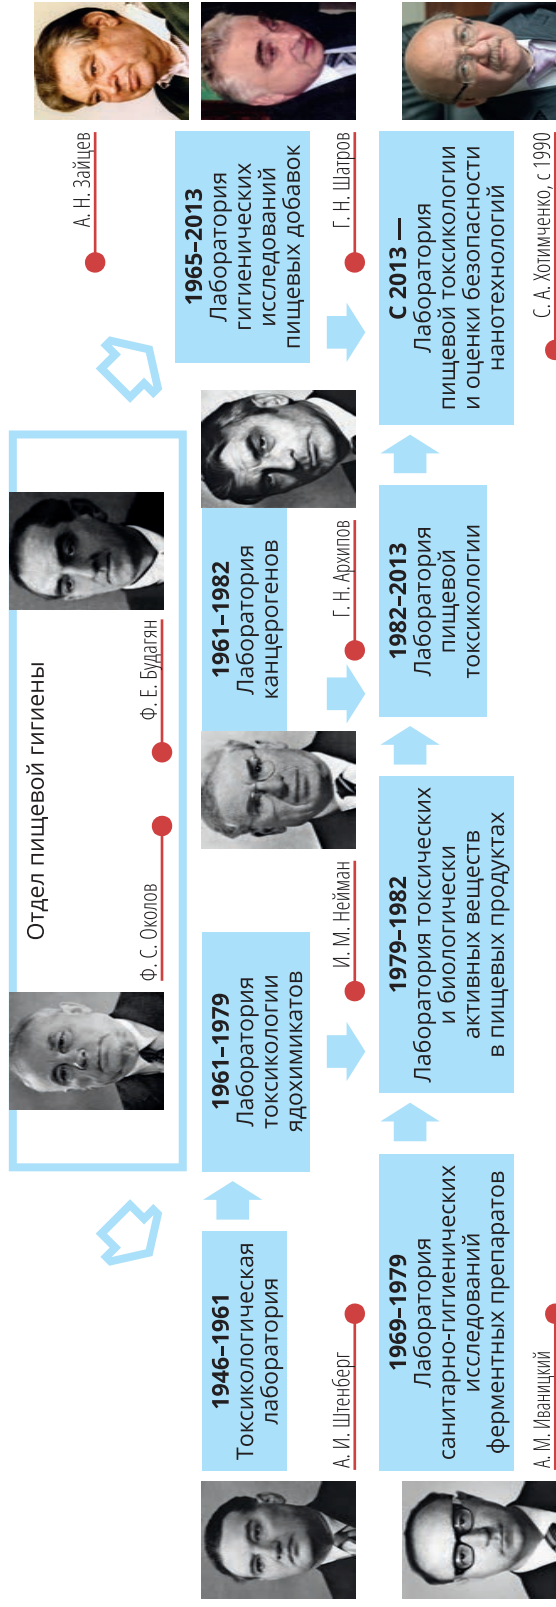 Отдел пищевой гигиены
Ф. С. Околов
Ф. Е. Будагян
А. Н. Зайцев
1946–1961
Токсикологическая
лаборатория
А. И. Штенберг
1961–1979
Лаборатория
токсикологии
ядохимикатов
И. М. Нейман
1961–1982
Лаборатория
канцерогенов
Г. Н. Архипов
1965–2013
Лаборатория
гигиенических
исследований
пищевых добавок
Г. Н. Шатров
1969–1979
Лаборатория
санитарно-гигиенических
исследований
ферментных препаратов
А. М. Иваницкий
1979–1982
Лаборатория токсических
и биологически
активных веществ
в пищевых продуктах
1982–2013
Лаборатория
пищевой
токсикологии
С 2013 —
Лаборатория
пищевой токсикологии
и оценки безопасности
нанотехнологий
С. А. Хотимченко, с 1990